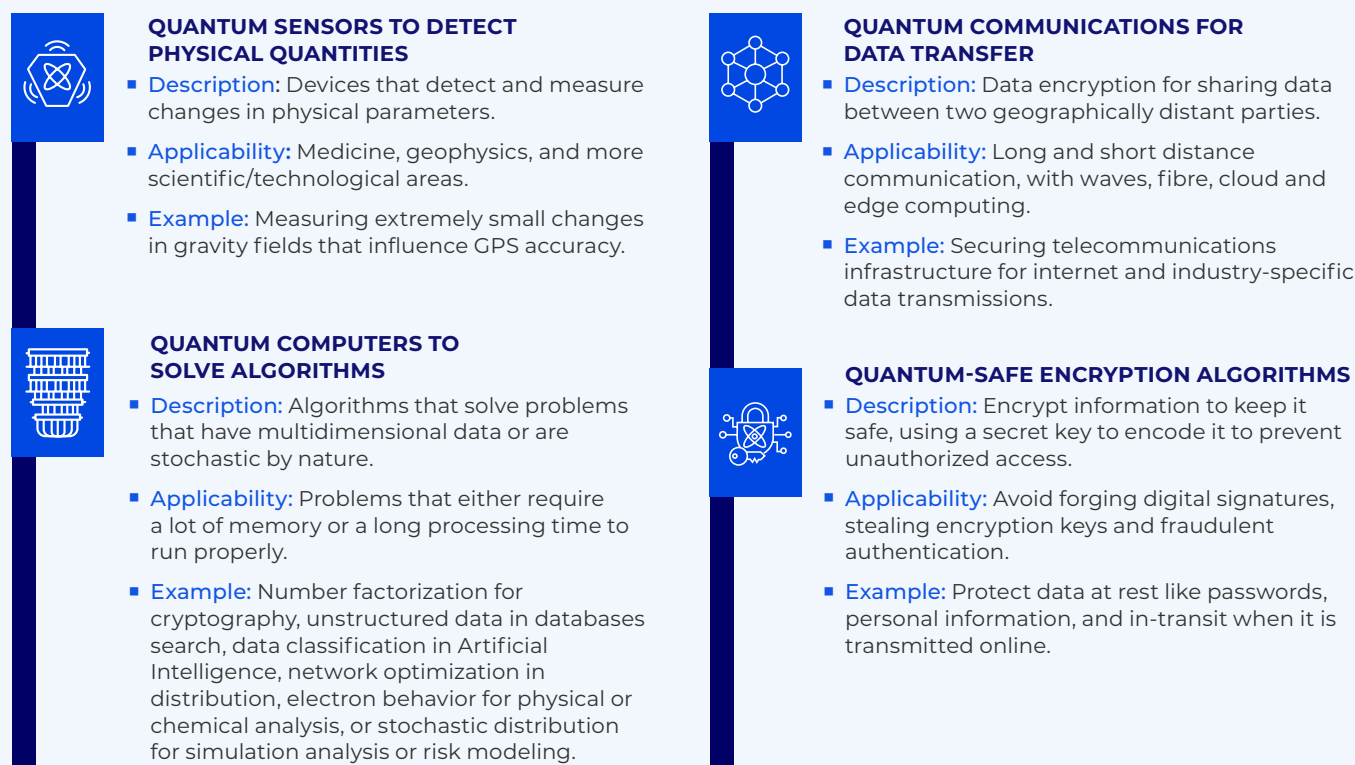 QUANTUM SENSORS TO DETECT
PHYSICAL QUANTITIES
▪ Description: Devices that detect and measure
changes in physical parameters.
▪ Applicability: Medicine, geophysics, and more
scientific/technological areas.
▪ Example: Measuring extremely small changes
in gravity fields that influence GPS accuracy.
QUANTUM COMPUTERS TO
SOLVE ALGORITHMS
▪ Description: Algorithms that solve problems
that have multidimensional data or are
stochastic by nature.
▪ Applicability: Problems that either require
a lot of memory or a long processing time to
run properly.
▪ Example: Number factorization for
cryptography, unstructured data in databases
search, data classification in Artificial
Intelligence, network optimization in
distribution, electron behavior for physical or
chemical analysis, or stochastic distribution
for simulation analysis or risk modeling.
QUANTUM COMMUNICATIONS FOR
DATA TRANSFER
▪ Description: Data encryption for sharing data
between two geographically distant parties.
▪ Applicability: Long and short distance
communication, with waves, fibre, cloud and
edge computing.
▪ Example: Securing telecommunications
infrastructure for internet and industry-specific
data transmissions.
QUANTUM-SAFE ENCRYPTION ALGORITHMS
▪ Description: Encrypt information to keep it
safe, using a secret key to encode it to prevent
unauthorized access.
▪ Applicability: Avoid forging digital signatures,
stealing encryption keys and fraudulent
authentication.
▪ Example: Protect data at rest like passwords,
personal information, and in-transit when it is
transmitted online.